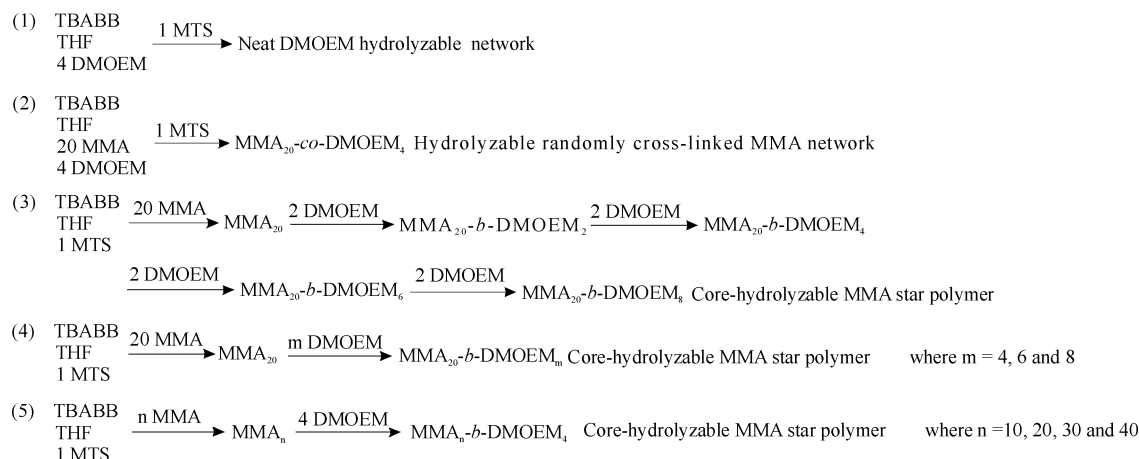 (1) TBABB
THF
4 DMOEM
1 MTS
Neat DMOEM hydrolyzable network
(2) TBABB
THF
20 MMA
4 DMOEM
1 MTS
MMA₂₀-co-DMOEM₄ Hydrolyzable randomly cross-linked MMA network
(3) TBABB
THF
1 MTS
20 MMA
MMA₂₀
2 DMOEM
MMA₂₀-b-DMOEM₂
2 DMOEM
MMA₂₀-b-DMOEM₄
2 DMOEM
MMA₂₀-b-DMOEM₆
2 DMOEM
MMA₂₀-b-DMOEM₈ Core-hydrolyzable MMA star polymer
(4) TBABB
THF
1 MTS
20 MMA
MMA₂₀
m DMOEM
MMA₂₀-b-DMOEMₘ Core-hydrolyzable MMA star polymer where m = 4, 6 and 8
(5) TBABB
THF
1 MTS
n MMA
MMAₙ
4 DMOEM
MMAₙ-b-DMOEM₄ Core-hydrolyzable MMA star polymer where n =10, 20, 30 and 40